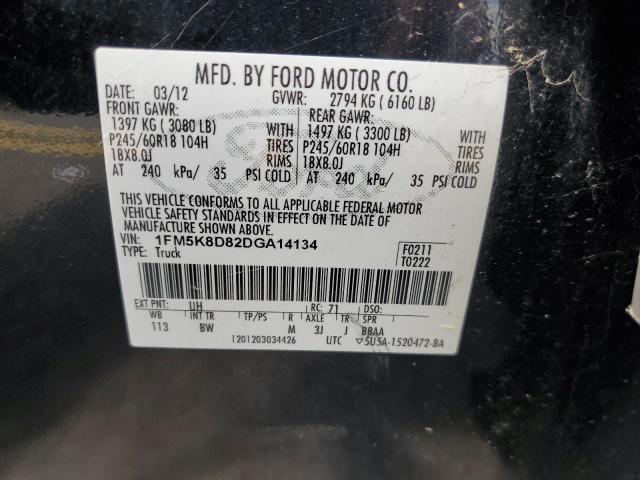 MFD. BY FORD MOTOR CO.
DATE: 03/12 GVWR: 2794 KG ( 6160 LB)
FRONT GAWR: REAR GAWR:
1397 KG ( 3080 LB) WITH 1497 KG ( 3300 LB) WITH
P245/60R18 104H TIRES P245/60R18 104H TIRES
18X8.0J RIMS 18X8.0J RIMS
AT 240 kPa/ 35 PSI COLD AT 240 kPa/ 35 PSI COLD
THIS VEHICLE CONFORMS TO ALL APPLICABLE FEDERAL MOTOR
VEHICLE SAFETY STANDARDS IN EFFECT ON THE DATE OF
MANUFACTURE SHOWN ABOVE.
VIN: 1FM5K8D82DGA14134 F0211
TYPE: Truck T0222
EXT PNT: UH RC: 71 DSO:
WB INT TR TP/PS R AXLE TR SPR
113 BW M 3J J BBAA
1201203034426 UTC ▽5U5A-1520472-BA